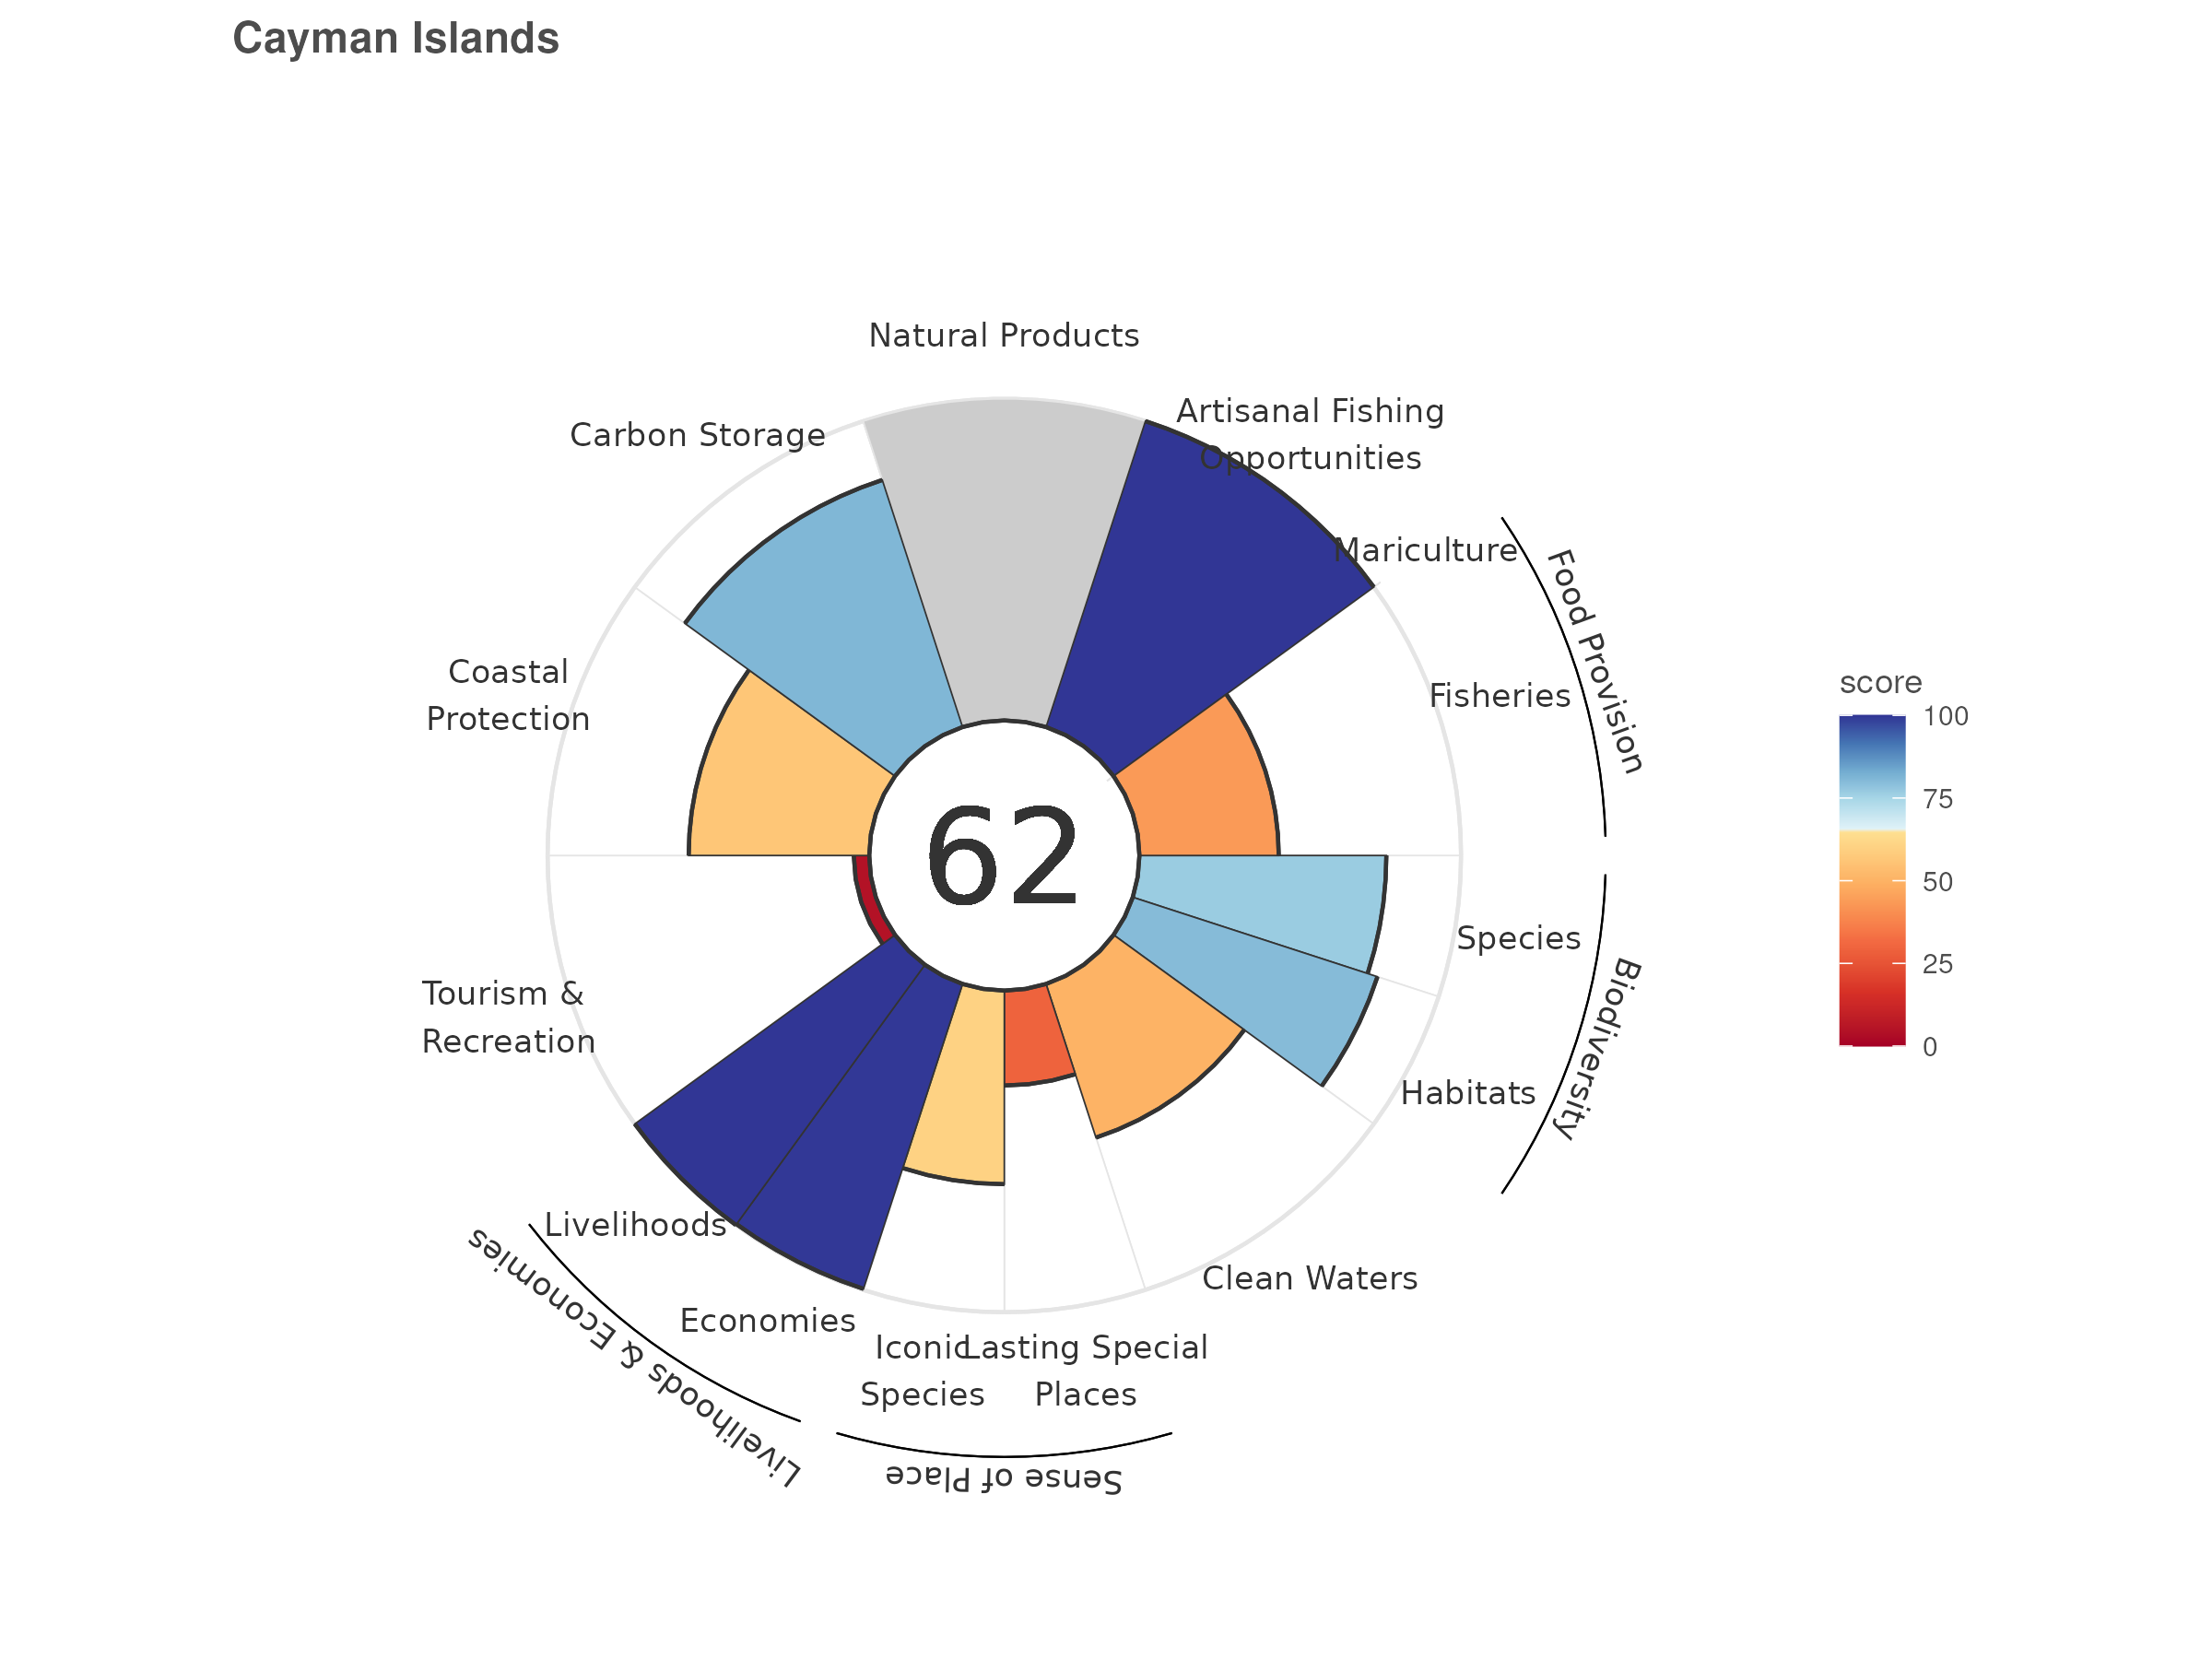 Cayman Islands
Natural Products
Artisanal Fishing
Opportunities
Carbon Storage
Mariculture
Food Provision
Fisheries
Coastal
Protection
score
100
75
50
25
0
62
Species
Biodiversity
Habitats
Tourism &
Recreation
Livelihoods
Clean Waters
Economies
Livelihoods & Economies
Iconic
Species
Lasting Special
Places
Sense of Place